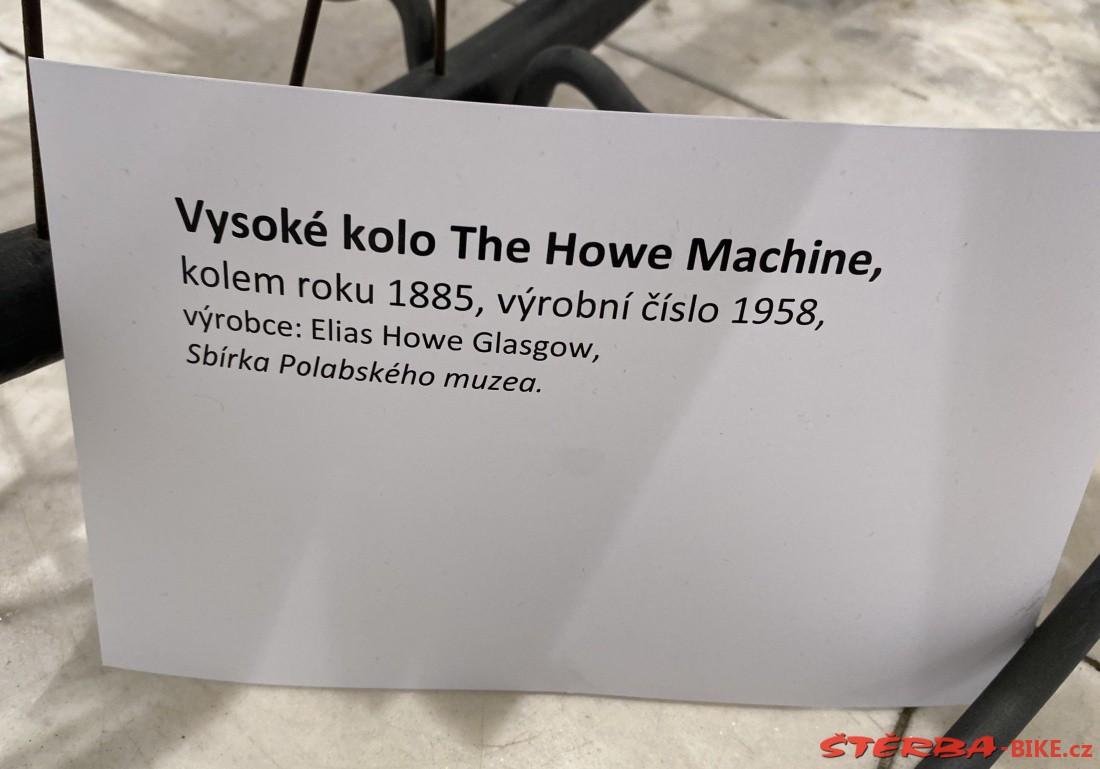 Vysoké kolo The Howe Machine,
kolem roku 1885, výrobní číslo 1958,
výrobce: Elias Howe Glasgow,
Sbírka Polabského muzea.
ŠTĚRBA-BIKE.cz